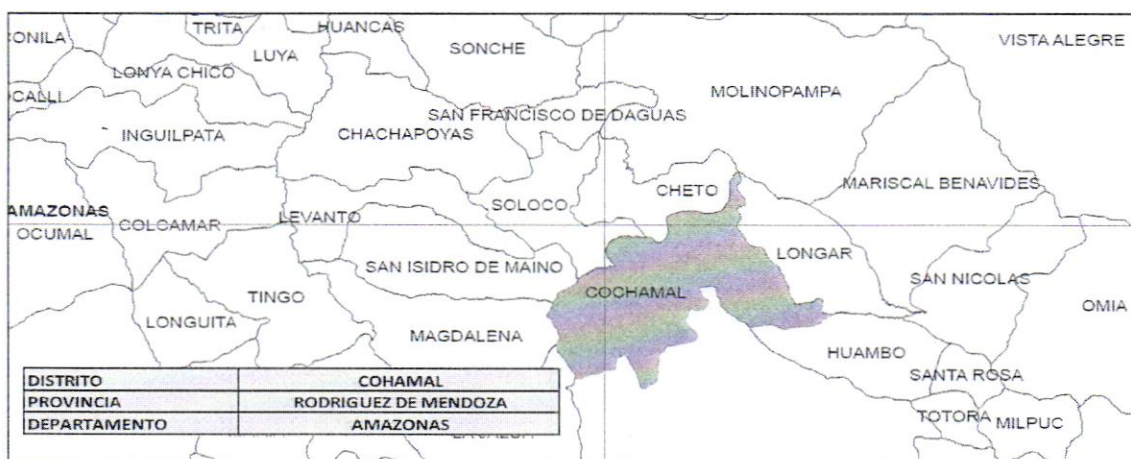 TRITA
HUANCAS
SONCHE
VISTA ALEGRE
LUYA
LONYA CHICO
MOLINOPAMPA
SAN FRANCISCO DE DAGUAS
INGUILPATA
CHACHAPOYAS
CHETO
MARISCAL BENAVIDES
SOLOCO
AMAZONAS
OCUMAL
COLCAMAR
LEVANTO
LONGAR
SAN ISIDRO DE MAINO
SAN NICOLAS
TINGO
COCHAMAL
OMIA
LONGUITA
MAGDALENA
HUAMBO
SANTA ROSA
TOTORA
MILPUC
DISTRITO COHAMAL
PROVINCIA RODRIGUEZ DE MENDOZA
DEPARTAMENTO AMAZONAS